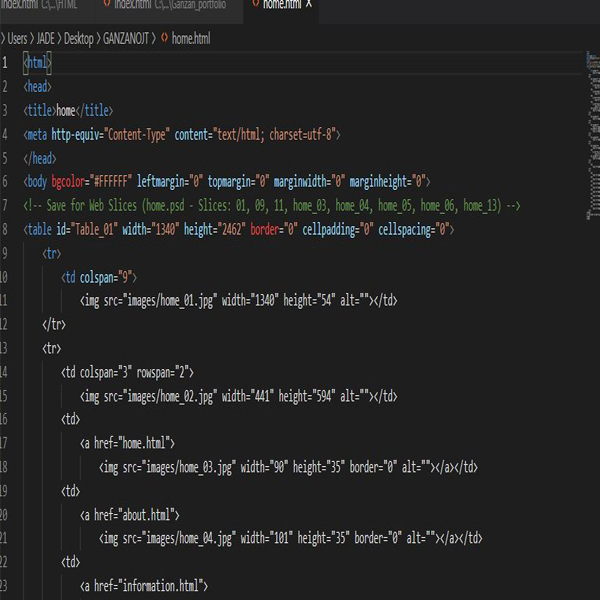 index.html C:\...\HTML index.html C:\...\Ganzan_portfolio home.html X
> Users > JADE > Desktop > GANZANOJT > home.html
1 <html>
2 <head>
3 <title>home</title>
4 <meta http-equiv="Content-Type" content="text/html; charset=utf-8">
5 </head>
6 <body bgcolor="#FFFFFF" leftmargin="0" topmargin="0" marginwidth="0" marginheight="0">
7 <!-- Save for Web Slices (home.psd - Slices: 01, 09, 11, home_03, home_04, home_05, home_06, home_13) -->
8 <table id="Table_01" width="1340" height="2462" border="0" cellpadding="0" cellspacing="0">
9 <tr>
10 <td colspan="9">
11 <img src="images/home_01.jpg" width="1340" height="54" alt=""></td>
12 </tr>
13 <tr>
14 <td colspan="3" rowspan="2">
15 <img src="images/home_02.jpg" width="441" height="594" alt=""></td>
16 <td>
17 <a href="home.html">
18 <img src="images/home_03.jpg" width="90" height="35" border="0" alt=""></a></td>
19 <td>
20 <a href="about.html">
21 <img src="images/home_04.jpg" width="101" height="35" border="0" alt=""></a></td>
22 <td>
23 <a href="information.html">